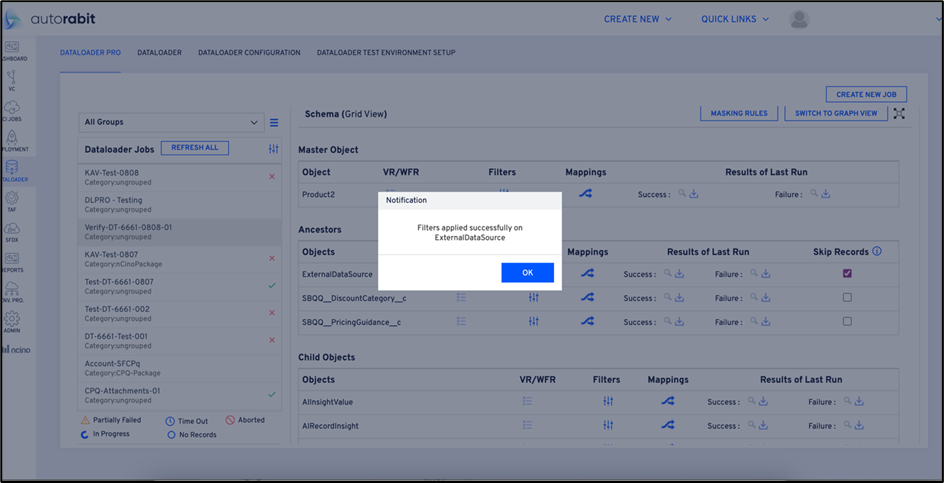 autorabit
CREATE NEW
QUICK LINKS
DATALOADER PRO
DATALOADER
DATALOADER CONFIGURATION
DATALOADER TEST ENVIRONMENT SETUP
SHBOARD
VC
CI JOBS
PLOYMENT
TALOADER
TAF
SFDX
REPORTS
ENV. PRO.
ADMIN
ncino
CREATE NEW JOB
All Groups
Dataloader Jobs
REFRESH ALL
KAV-Test-0808
Category:ungrouped
DLPRO - Testing
Category:ungrouped
Verify-DT-6661-0808-01
Category:ungrouped
KAV-Test-0807
Category:nCinoPackage
Test-DT-6661-0807
Category:ungrouped
Test-DT-6661-002
Category:ungrouped
DT-6661-Test-001
Category:ungrouped
Account-SFCPq
Category:CPQ-Package
CPQ-Attachments-01
Category:ungrouped
Partially Failed
Time Out
Aborted
In Progress
No Records
Schema (Grid View)
MASKING RULES
SWITCH TO GRAPH VIEW
Master Object
Object VR/WFR Filters Mappings Results of Last Run
Product2 Success : Failure :
Notification
Filters applied successfully on
ExternalDataSource
OK
Ancestors
Objects Mappings Results of Last Run Skip Records
ExternalDataSource Success : Failure :
SBQQ__DiscountCategory__c Success : Failure :
SBQQ__PricingGuidance__c Success : Failure :
Child Objects
Objects VR/WFR Filters Mappings Results of Last Run
AIInsightValue Success : Failure :
AIRecordInsight Success : Failure :